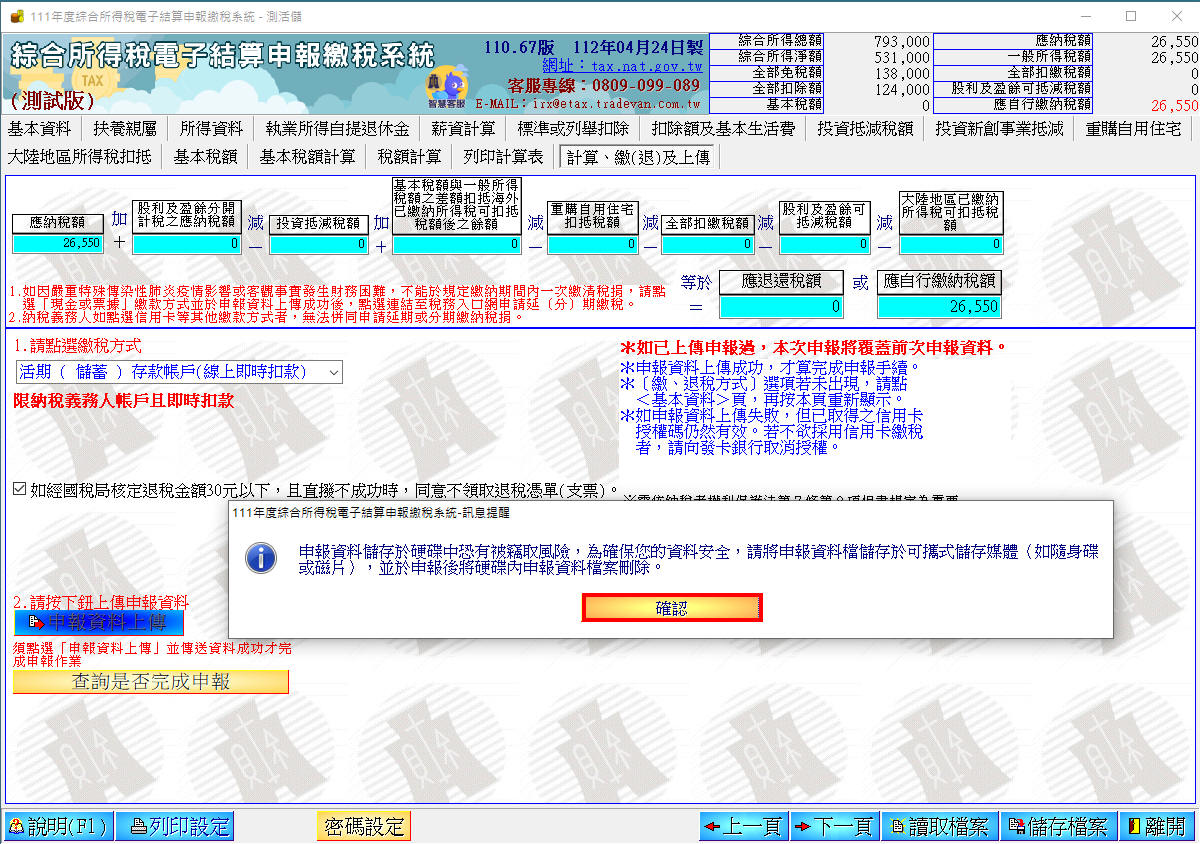 111年度綜合所得稅電子結算申報繳稅系統 - 測活儲
綜合所得稅電子結算申報繳稅系統
(測試版)
TAX
智慧客服
110.67版 112年04月24日製
網址：tax.nat.gov.tw
客服專線：0809-099-089
E-MAIL：irx@etax.tradevan.com.tw
綜合所得總額 793,000 應納稅額 26,550
綜合所得淨額 531,000 一般所得稅額 26,550
全部免稅額 138,000 全部扣繳稅額 0
全部扣除額 124,000 股利及盈餘可抵減稅額 0
基本稅額 0 應自行繳納稅額 26,550
基本資料 扶養親屬 所得資料 執業所得自提退休金 薪資計算 標準或列舉扣除 扣除額及基本生活費 投資抵減稅額 投資新創事業抵減 重購自用住宅
大陸地區所得稅扣抵 基本稅額 基本稅額計算 稅額計算 列印計算表 計算、繳(退)及上傳
應納稅額
26,550
加
＋
股利及盈餘分開
計稅之應納稅額
0
減
－
投資抵減稅額
0
加
＋
基本稅額與一般所得
稅額之差額扣抵海外
已繳納所得稅可扣抵
稅額後之餘額
0
減
－
重購自用住宅
扣抵稅額
0
減
－
全部扣繳稅額
0
減
－
股利及盈餘可
抵減稅額
0
減
－
大陸地區已繳納
所得稅可扣抵稅
額
0
等於
＝
應退還稅額
0
或
應自行繳納稅額
26,550
1.如因嚴重特殊傳染性肺炎疫情影響或客觀事實發生財務困難，不能於規定繳納期間內一次繳清稅捐，請點
選「現金或票據」繳款方式並於申報資料上傳成功後，點選連結至稅務入口網申請延（分）期繳稅。
2.納稅義務人如點選信用卡等其他繳款方式者，無法併同申請延期或分期繳納稅捐。
1.請點選繳稅方式
活期（ 儲蓄 ）存款帳戶(線上即時扣款)
限納稅義務人帳戶且即時扣款
＊如已上傳申報過，本次申報將覆蓋前次申報資料。
＊申報資料上傳成功，才算完成申報手續。
＊〔繳、退稅方式〕選項若未出現，請點
＜基本資料＞頁，再按本頁重新顯示。
＊如申報資料上傳失敗，但已取得之信用卡
授權碼仍然有效。若不欲採用信用卡繳稅
者，請向發卡銀行取消授權。
如經國稅局核定退稅金額30元以下，且直撥不成功時，同意不領取退稅憑單(支票)。
111年度綜合所得稅電子結算申報繳稅系統-訊息提醒
申報資料儲存於硬碟中恐有被竊取風險，為確保您的資料安全，請將申報資料檔儲存於可攜式儲存媒體（如隨身碟
或磁片），並於申報後將硬碟內申報資料檔案刪除。
確認
2.請按下鈕上傳申報資料
申報資料上傳
須點選「申報資料上傳」並傳送資料成功才完
成申報作業
查詢是否完成申報
說明(F1) 列印設定 密碼設定 上一頁 下一頁 讀取檔案 儲存檔案 離開